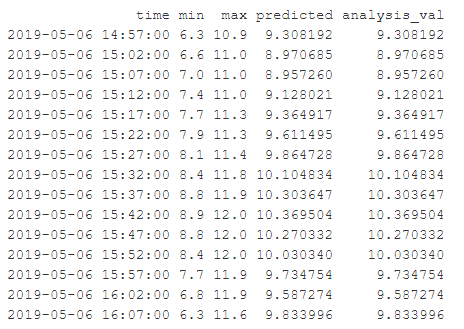 time min max predicted analysis_val
2019-05-06 14:57:00 6.3 10.9 9.308192 9.308192
2019-05-06 15:02:00 6.6 11.0 8.970685 8.970685
2019-05-06 15:07:00 7.0 11.0 8.957260 8.957260
2019-05-06 15:12:00 7.4 11.0 9.128021 9.128021
2019-05-06 15:17:00 7.7 11.3 9.364917 9.364917
2019-05-06 15:22:00 7.9 11.3 9.611495 9.611495
2019-05-06 15:27:00 8.1 11.4 9.864728 9.864728
2019-05-06 15:32:00 8.4 11.8 10.104834 10.104834
2019-05-06 15:37:00 8.8 11.9 10.303647 10.303647
2019-05-06 15:42:00 8.9 12.0 10.369504 10.369504
2019-05-06 15:47:00 8.8 12.0 10.270332 10.270332
2019-05-06 15:52:00 8.4 12.0 10.030340 10.030340
2019-05-06 15:57:00 7.7 11.9 9.734754 9.734754
2019-05-06 16:02:00 6.8 11.9 9.587274 9.587274
2019-05-06 16:07:00 6.3 11.6 9.833996 9.833996